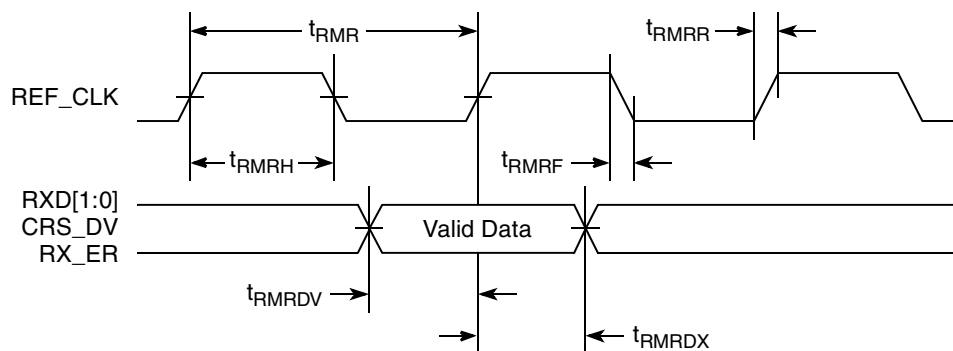 tRMR
tRMRR
REF_CLK
tRMRH
tRMRF
RXD[1:0]
CRS_DV
RX_ER
Valid Data
tRMRDV
tRMRDX